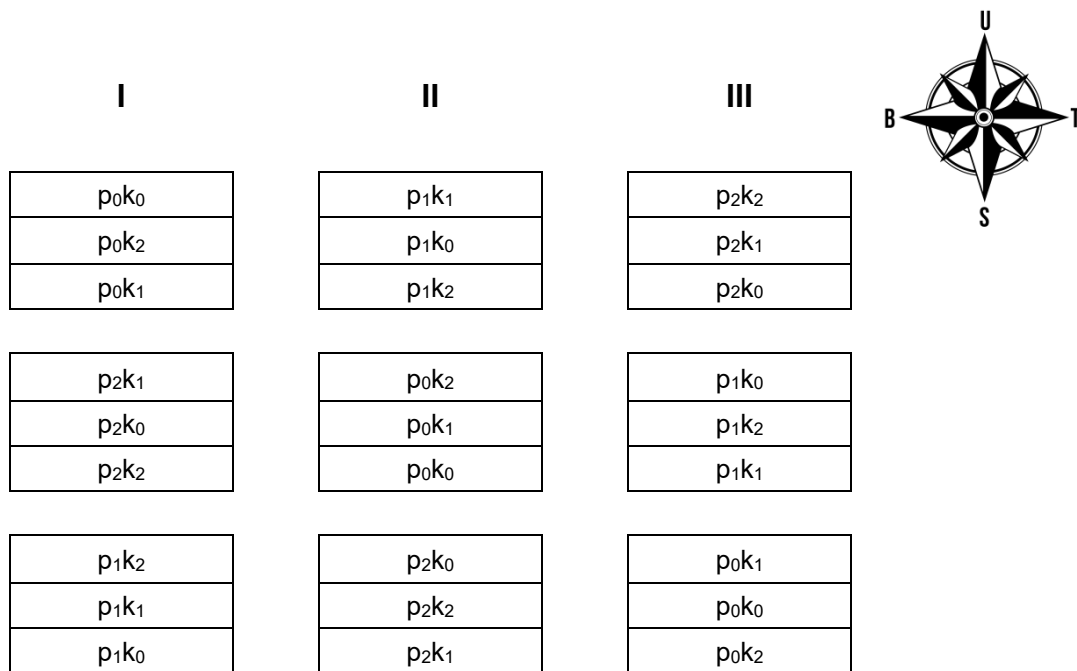 U
I II III
B T
S
p₀k₀ p₁k₁ p₂k₂
p₀k₂ p₁k₀ p₂k₁
p₀k₁ p₁k₂ p₂k₀
p₂k₁ p₀k₂ p₁k₀
p₂k₀ p₀k₁ p₁k₂
p₂k₂ p₀k₀ p₁k₁
p₁k₂ p₂k₀ p₀k₁
p₁k₁ p₂k₂ p₀k₀
p₁k₀ p₂k₁ p₀k₂